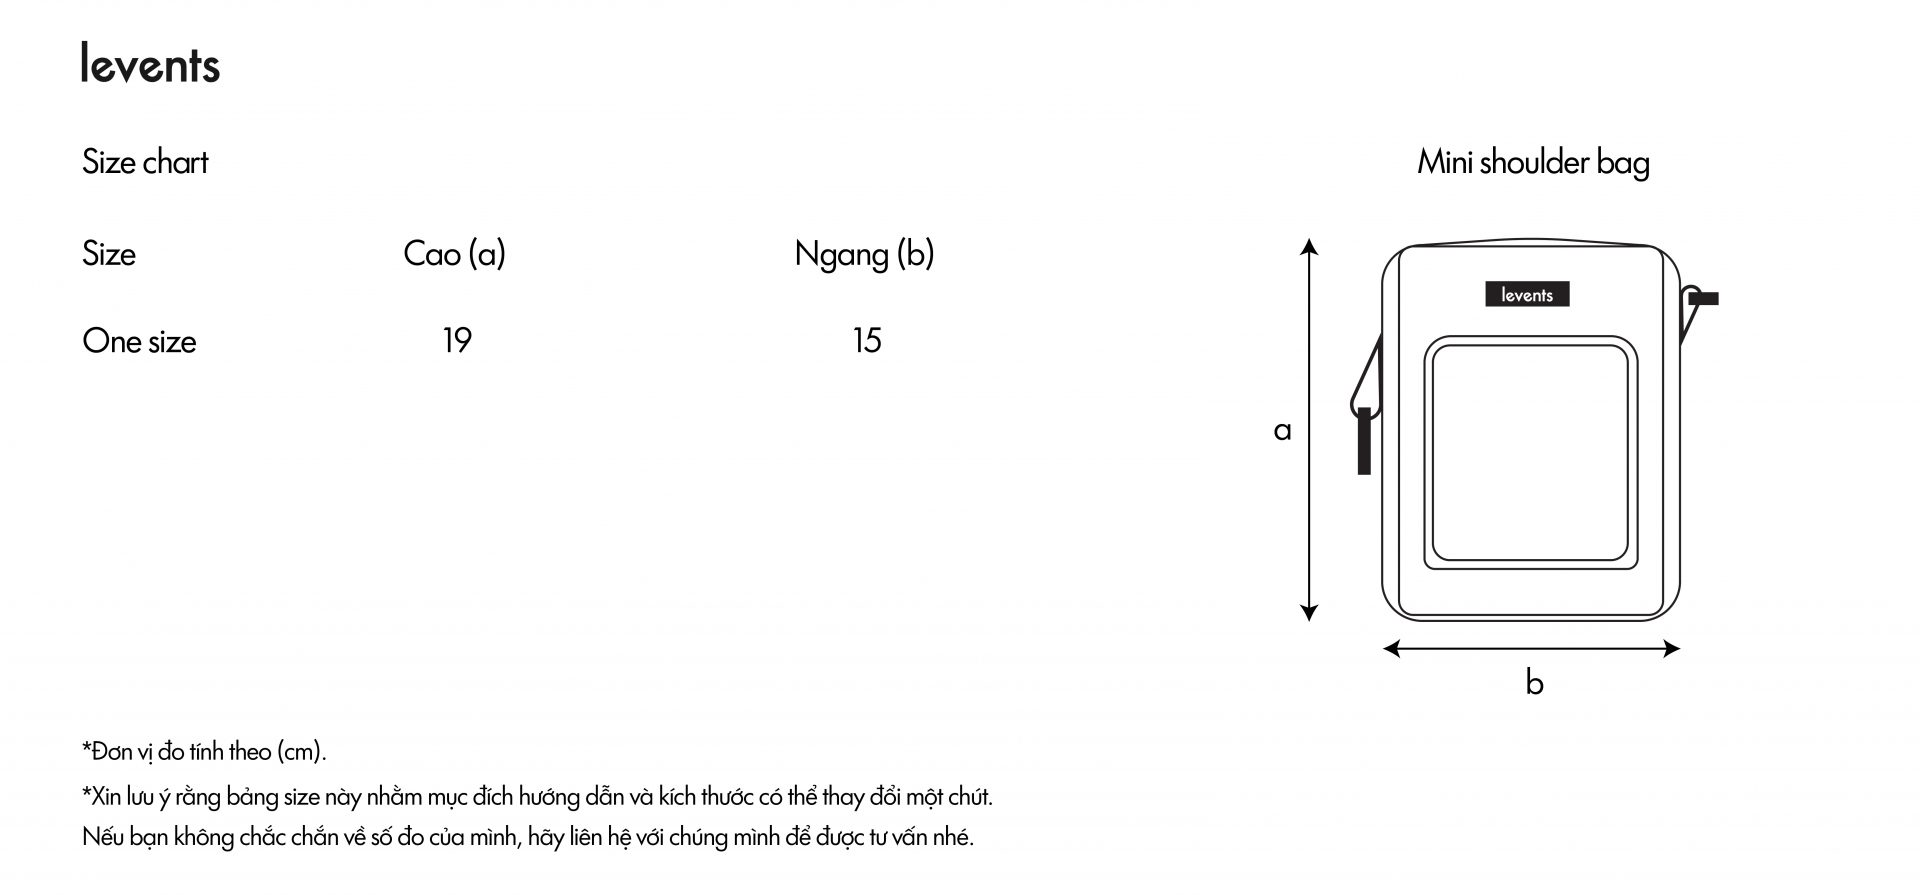 levents
Size chart
Mini shoulder bag
Size Cao (a) Ngang (b)
levents
One size 19 15
a
b
*Đơn vị đo tính theo (cm).
*Xin lưu ý rằng bảng size này nhằm mục đích hướng dẫn và kích thước có thể thay đổi một chút.
Nếu bạn không chắc chắn về số đo của mình, hãy liên hệ với chúng mình để được tư vấn nhé.